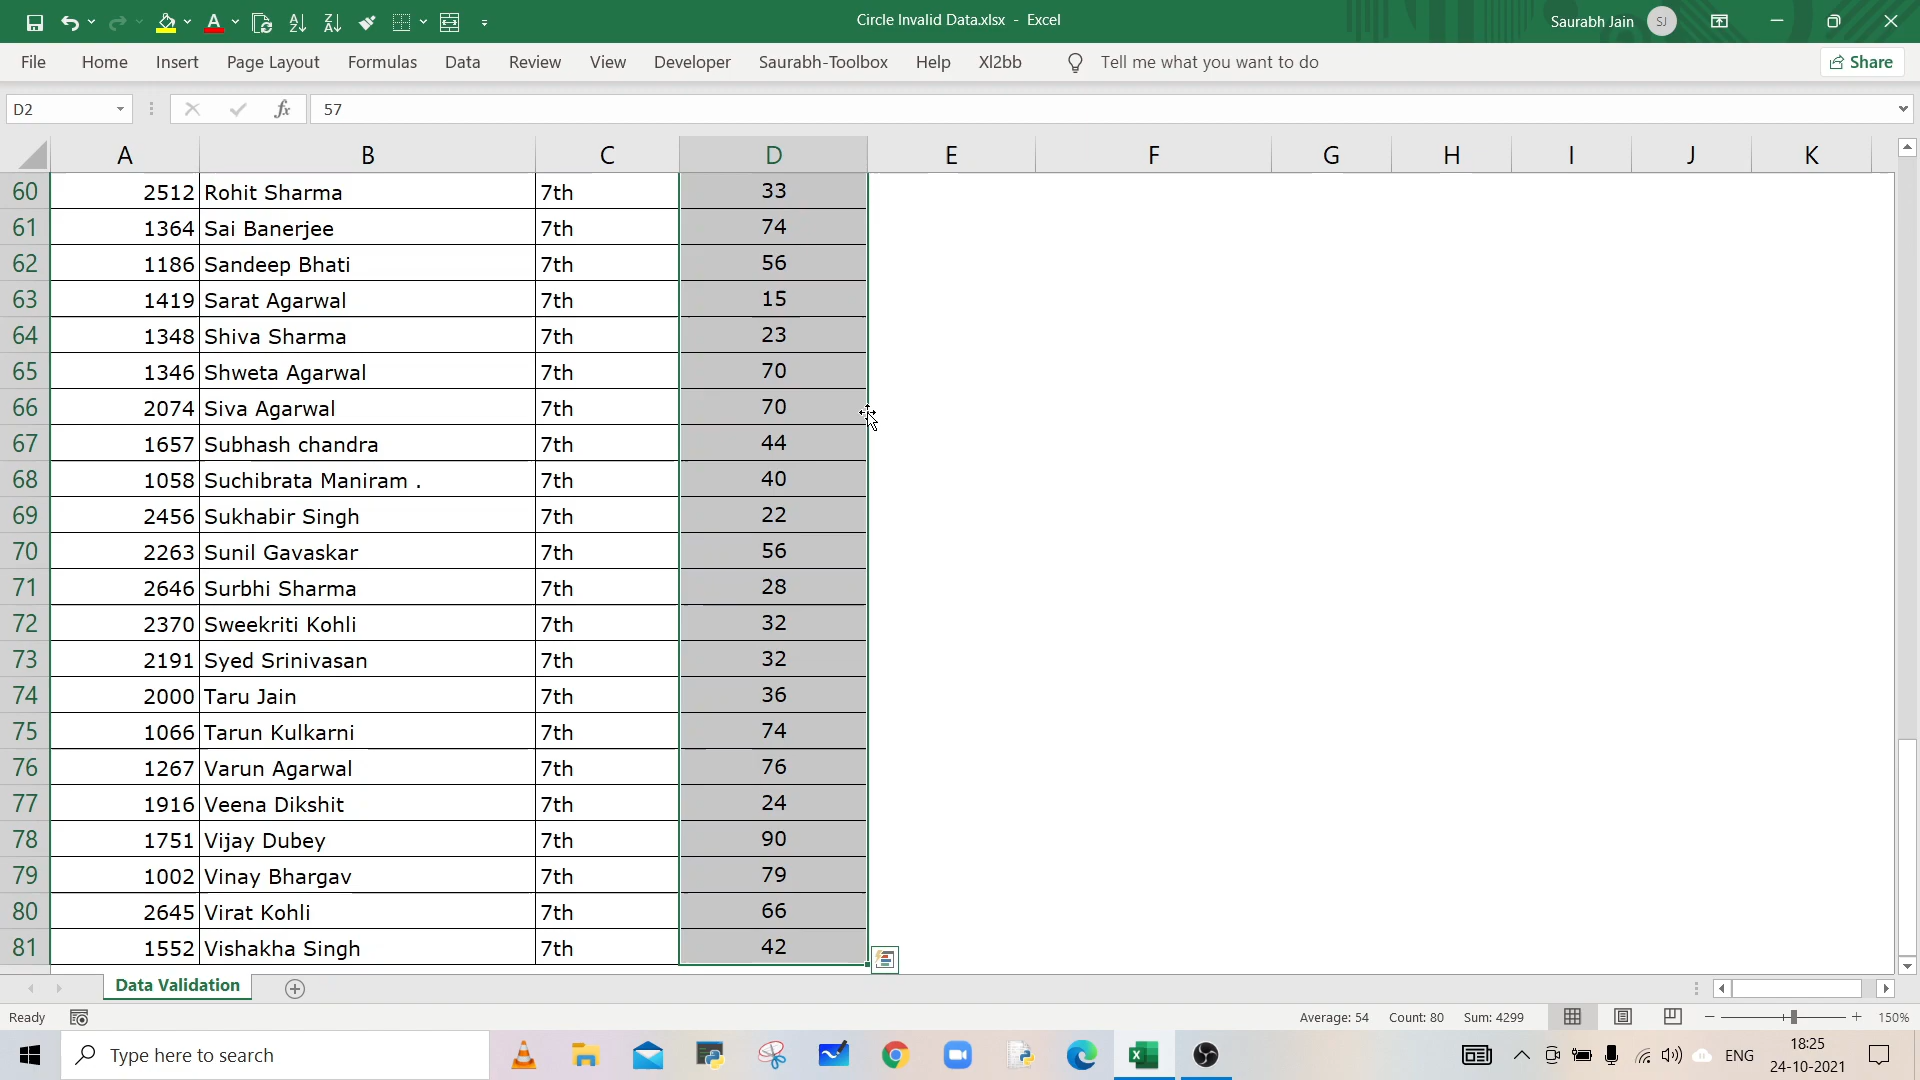 Circle Invalid Data.xlsx - Excel
Saurabh Jain SJ
File Home Insert Page Layout Formulas Data Review View Developer Saurabh-Toolbox Help Xl2bb Tell me what you want to do Share
D2 fx 57
A B C D E F G H I J K
60 2512 Rohit Sharma 7th 33
61 1364 Sai Banerjee 7th 74
62 1186 Sandeep Bhati 7th 56
63 1419 Sarat Agarwal 7th 15
64 1348 Shiva Sharma 7th 23
65 1346 Shweta Agarwal 7th 70
66 2074 Siva Agarwal 7th 70
67 1657 Subhash chandra 7th 44
68 1058 Suchibrata Maniram . 7th 40
69 2456 Sukhabir Singh 7th 22
70 2263 Sunil Gavaskar 7th 56
71 2646 Surbhi Sharma 7th 28
72 2370 Sweekriti Kohli 7th 32
73 2191 Syed Srinivasan 7th 32
74 2000 Taru Jain 7th 36
75 1066 Tarun Kulkarni 7th 74
76 1267 Varun Agarwal 7th 76
77 1916 Veena Dikshit 7th 24
78 1751 Vijay Dubey 7th 90
79 1002 Vinay Bhargav 7th 79
80 2645 Virat Kohli 7th 66
81 1552 Vishakha Singh 7th 42
Data Validation
Ready Average: 54 Count: 80 Sum: 4299 150%
Type here to search
ENG
18:25
24-10-2021